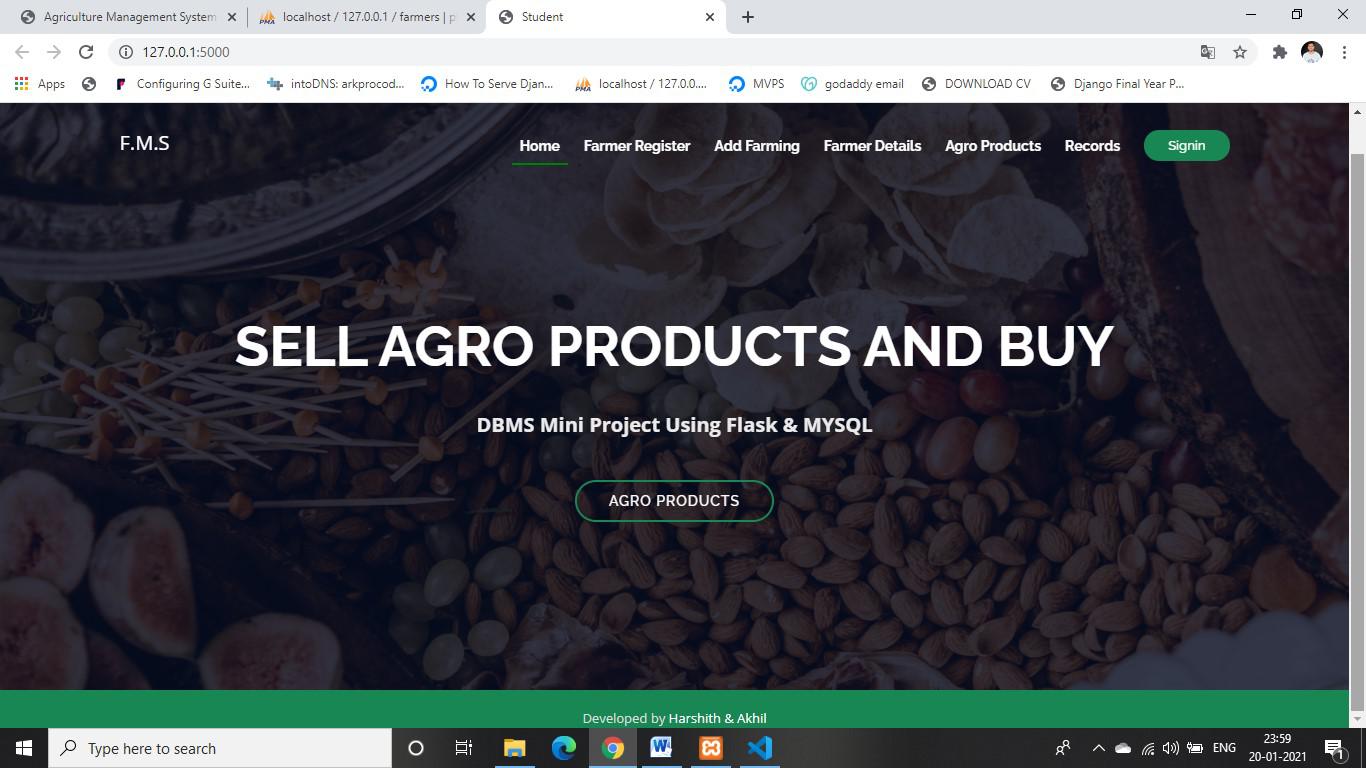 Agriculture Management System
localhost / 127.0.0.1 / farmers | p
Student
127.0.0.1:5000
Apps
Configuring G Suite...
intoDNS: arkprocod...
How To Serve Djan...
localhost / 127.0.0....
MVPS
godaddy email
DOWNLOAD CV
Django Final Year P...
F.M.S
Home
Farmer Register
Add Farming
Farmer Details
Agro Products
Records
Signin
SELL AGRO PRODUCTS AND BUY
DBMS Mini Project Using Flask & MYSQL
AGRO PRODUCTS
Developed by Harshith & Akhil
Type here to search
ENG
23:59
20-01-2021
1